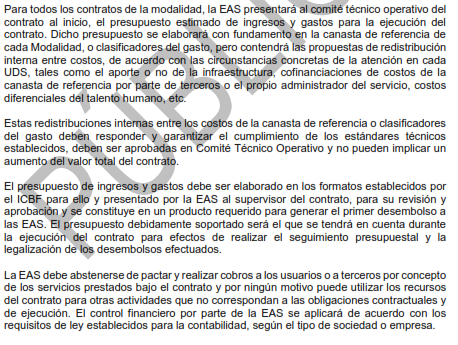 Para todos los contratos de la modalidad, la EAS presentará al comité técnico operativo del
contrato al inicio, el presupuesto estimado de ingresos y gastos para la ejecución del
contrato. Dicho presupuesto se elaborará con fundamento en la canasta de referencia de
cada Modalidad, o clasificadores del gasto, pero contendrá las propuestas de redistribución
interna entre costos, de acuerdo con las circunstancias concretas de la atención en cada
UDS, tales como el aporte o no de la infraestructura, cofinanciaciones de costos de la
canasta de referencia por parte de terceros o el propio administrador del servicio, costos
diferenciales del talento humano, etc.
Estas redistribuciones internas entre los costos de la canasta de referencia o clasificadores
del gasto deben responder y garantizar el cumplimiento de los estándares técnicos
establecidos, deben ser aprobadas en Comité Técnico Operativo y no pueden implicar un
aumento del valor total del contrato.
El presupuesto de ingresos y gastos debe ser elaborado en los formatos establecidos por
el ICBF para ello y presentado por la EAS al supervisor del contrato, para su revisión y
aprobación y se constituye en un producto requerido para generar el primer desembolso a
las EAS. El presupuesto debidamente soportado será el que se tendrá en cuenta durante
la ejecución del contrato para efectos de realizar el seguimiento presupuestal y la
legalización de los desembolsos efectuados.
La EAS debe abstenerse de pactar y realizar cobros a los usuarios o a terceros por concepto
de los servicios prestados bajo el contrato y por ningún motivo puede utilizar los recursos
del contrato para otras actividades que no correspondan a las obligaciones contractuales y
de ejecución. El control financiero por parte de la EAS se aplicará de acuerdo con los
requisitos de ley establecidos para la contabilidad, según el tipo de sociedad o empresa.
PÚBLIC